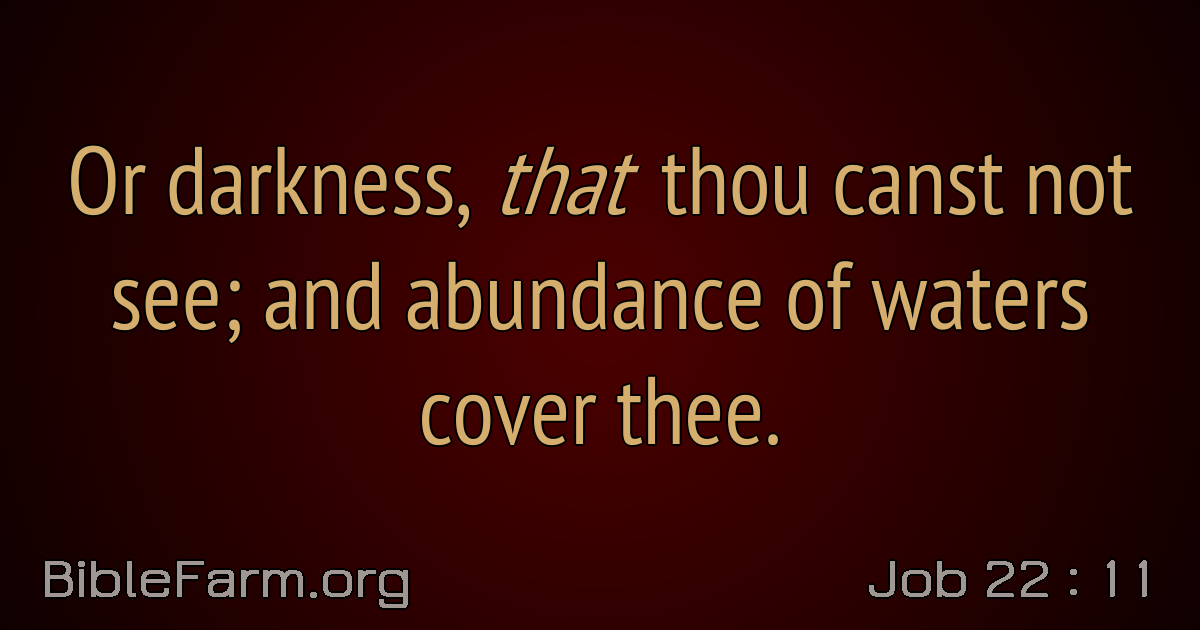 Or darkness, that thou canst not
see; and abundance of waters
cover thee.
BibleFarm.org
Job 22 : 11